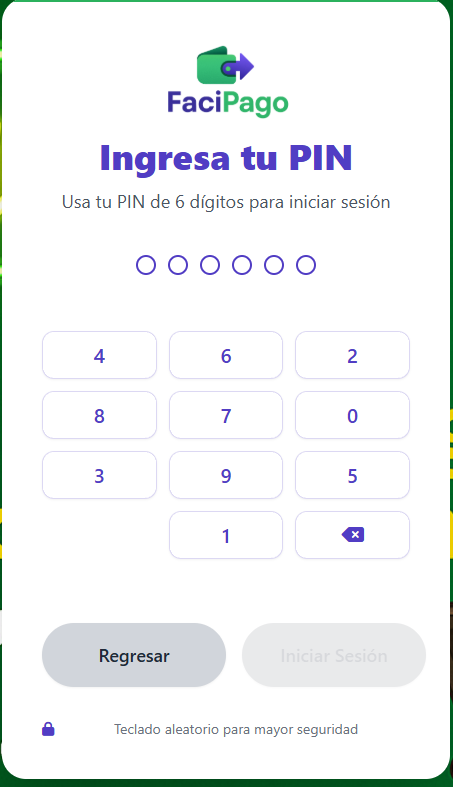 FaciPago
Ingresa tu PIN
Usa tu PIN de 6 dígitos para iniciar sesión
4 6 2
8 7 0
3 9 5
1
Regresar Iniciar Sesión
Teclado aleatorio para mayor seguridad